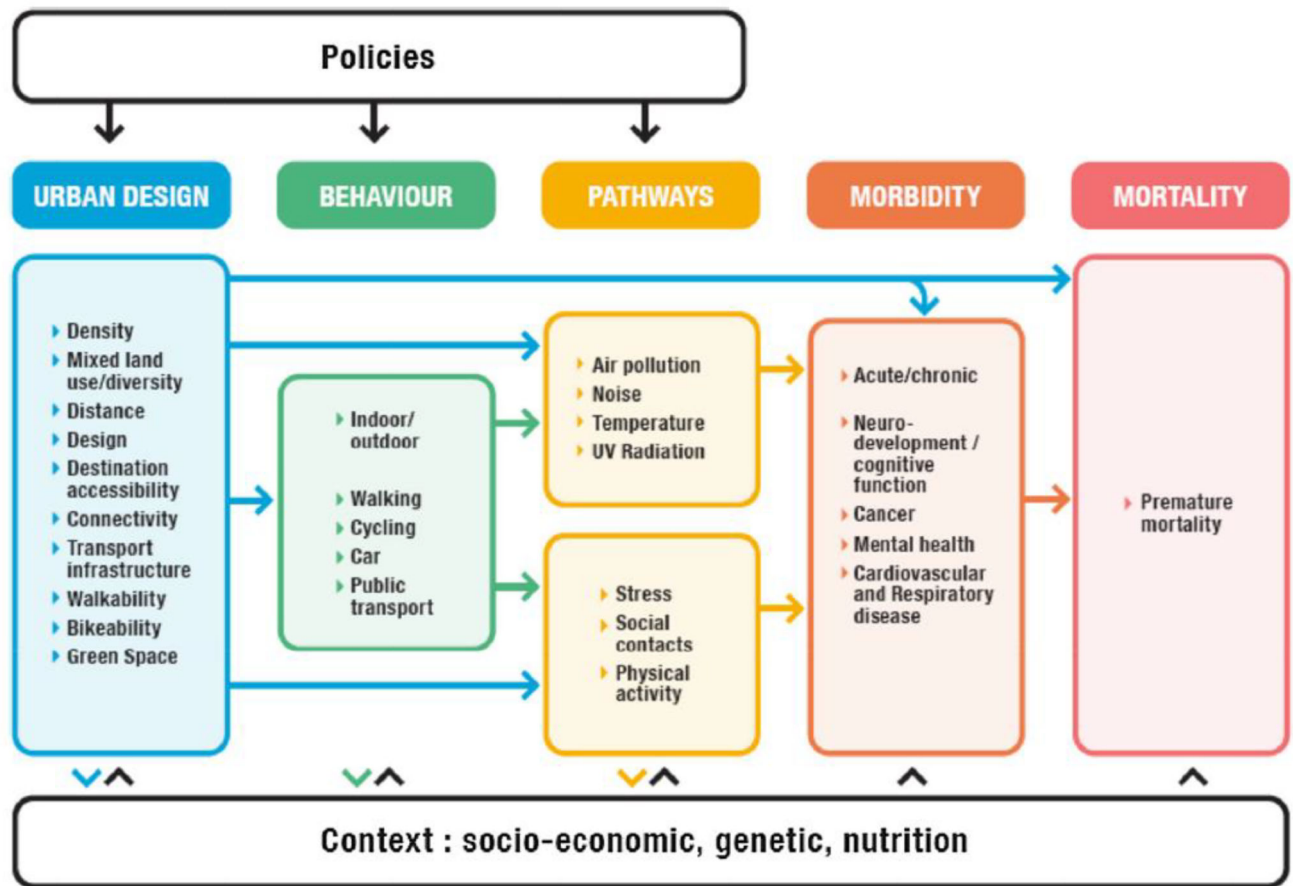 Policies
URBAN DESIGN
BEHAVIOUR
PATHWAYS
MORBIDITY
MORTALITY
Density
Mixed land
use/diversity
Distance
Design
Destination
accessibility
Connectivity
Transport
infrastructure
Walkability
Bikeability
Green Space
Indoor/
outdoor
Walking
Cycling
Car
Public
transport
Air pollution
Noise
Temperature
UV Radiation
Stress
Social
contacts
Physical
activity
Acute/chronic
Neuro-
development /
cognitive
function
Cancer
Mental health
Cardiovascular
and Respiratory
disease
Premature
mortality
Context : socio-economic, genetic, nutrition